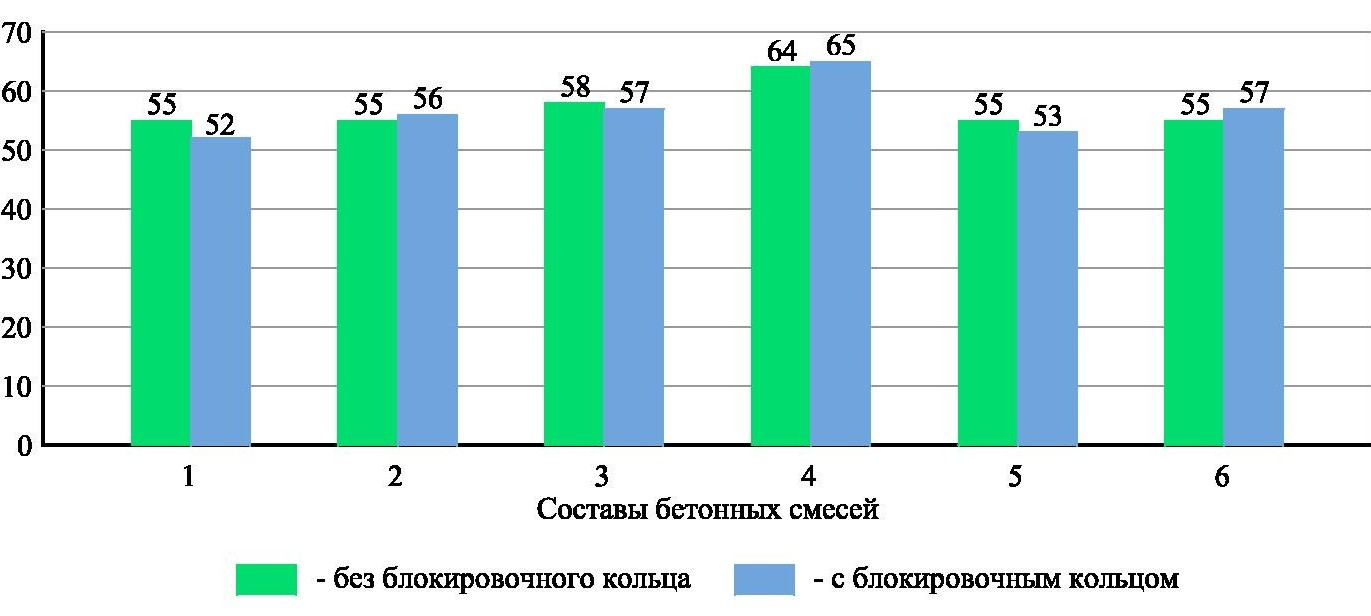 70
60
50
40
30
20
10
0
55 52 55 56 58 57 64 65 55 53 55 57
1 2 3 4 5 6
Составы бетонных смесей
- без блокировочного кольца - с блокировочным кольцом